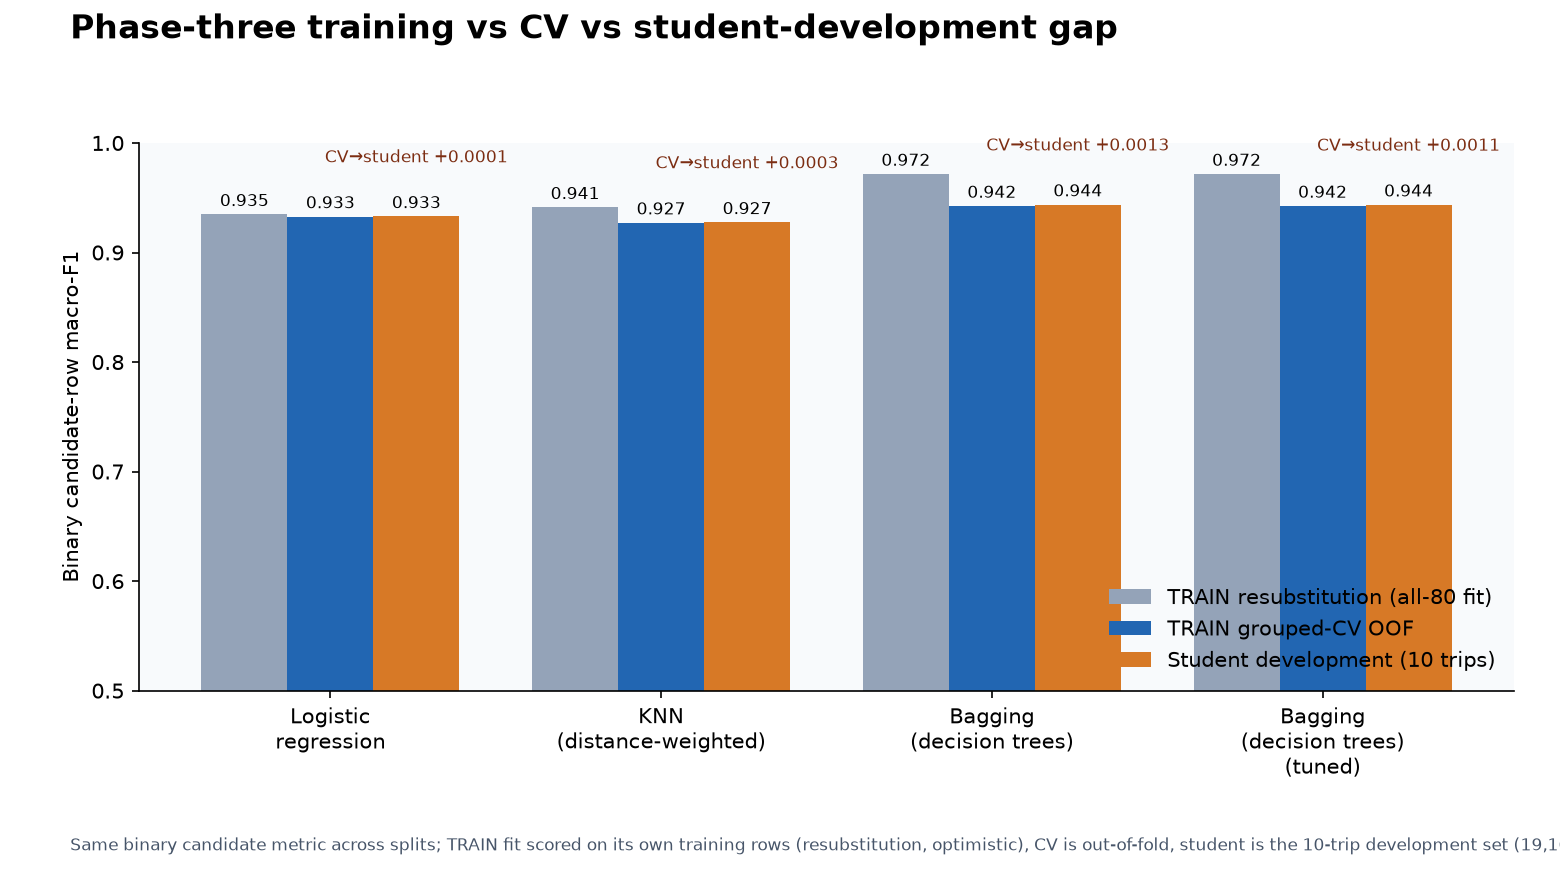 Phase-three training vs CV vs student-development gap
CV→student +0.0001
CV→student +0.0003
CV→student +0.0013
CV→student +0.0011
0.935
0.933
0.933
0.941
0.927
0.927
0.972
0.942
0.944
0.972
0.942
0.944
Binary candidate-row macro-F1
1.0
0.9
0.8
0.7
0.6
0.5
TRAIN resubstitution (all-80 fit)
TRAIN grouped-CV OOF
Student development (10 trips)
Logistic
regression
KNN
(distance-weighted)
Bagging
(decision trees)
Bagging
(decision trees)
(tuned)
Same binary candidate metric across splits; TRAIN fit scored on its own training rows (resubstitution, optimistic), CV is out-of-fold, student is the 10-trip development set